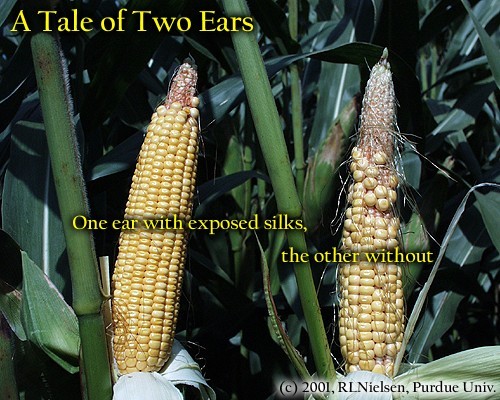 A Tale of Two Ears
One ear with exposed silks,
the other without
(c) 2001, RLNielsen, Purdue Univ.